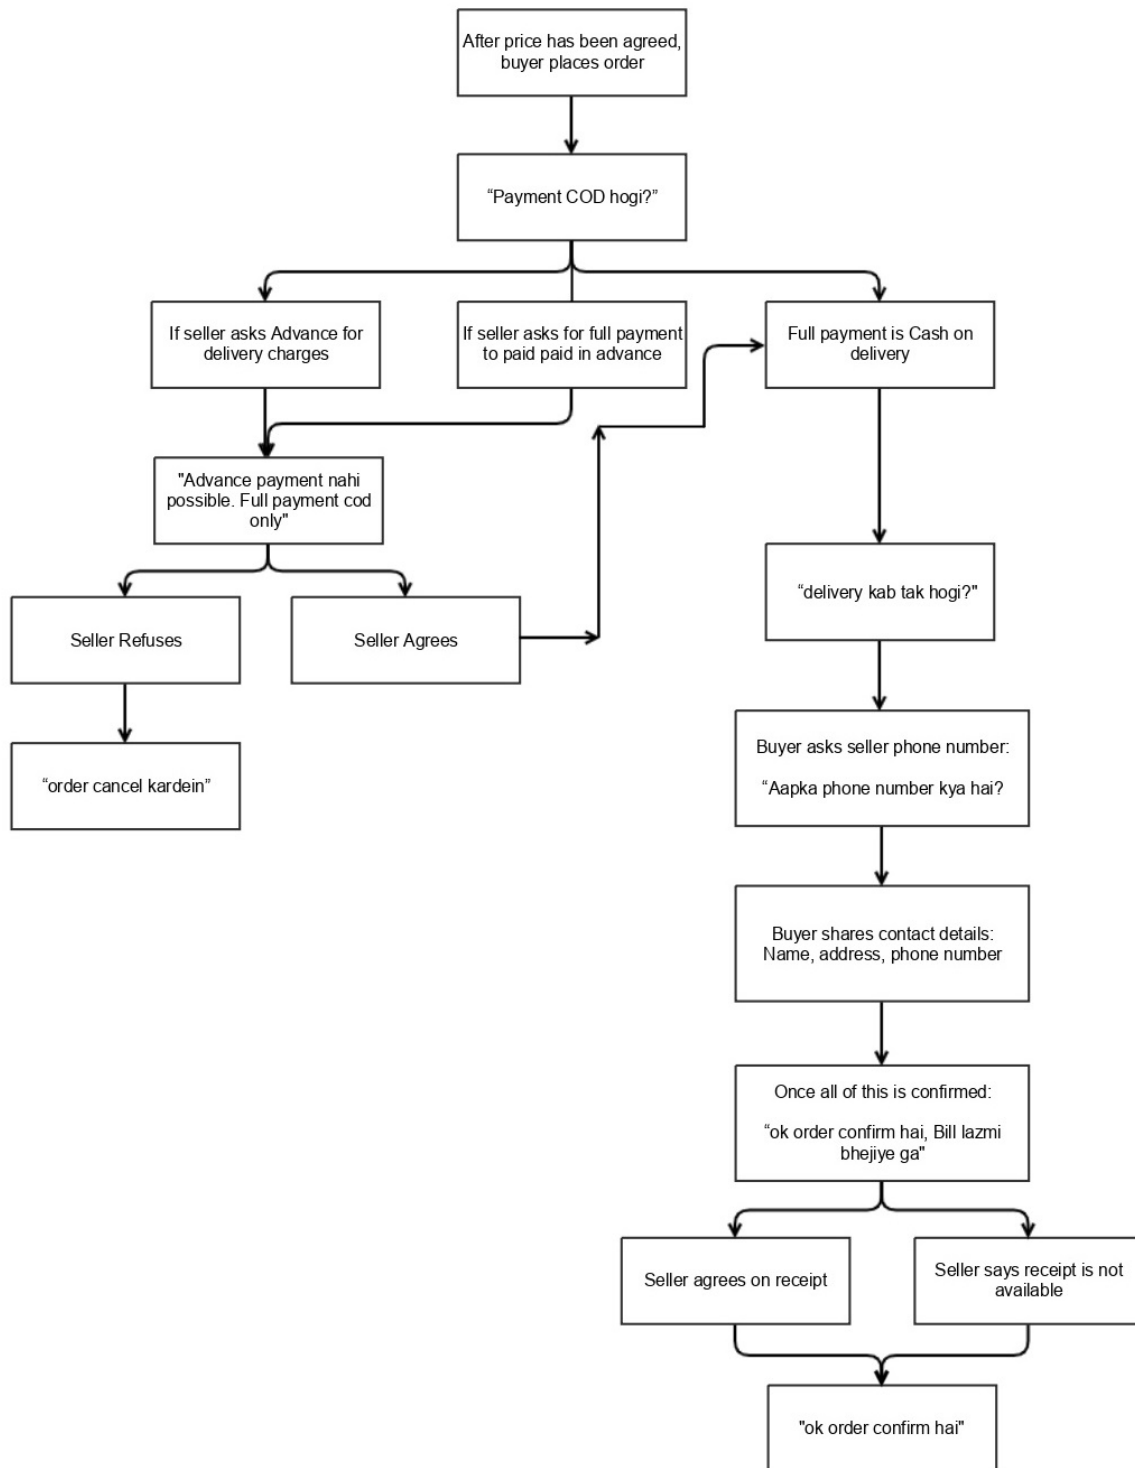 After price has been agreed,
buyer places order
“Payment COD hogi?”
If seller asks Advance for
delivery charges
If seller asks for full payment
to paid paid in advance
Full payment is Cash on
delivery
"Advance payment nahi
possible. Full payment cod
only"
“delivery kab tak hogi?"
Seller Refuses
Seller Agrees
“order cancel kardein”
Buyer asks seller phone number:
“Aapka phone number kya hai?
Buyer shares contact details:
Name, address, phone number
Once all of this is confirmed:
“ok order confirm hai, Bill lazmi
bhejiye ga"
Seller agrees on receipt
Seller says receipt is not
available
"ok order confirm hai"